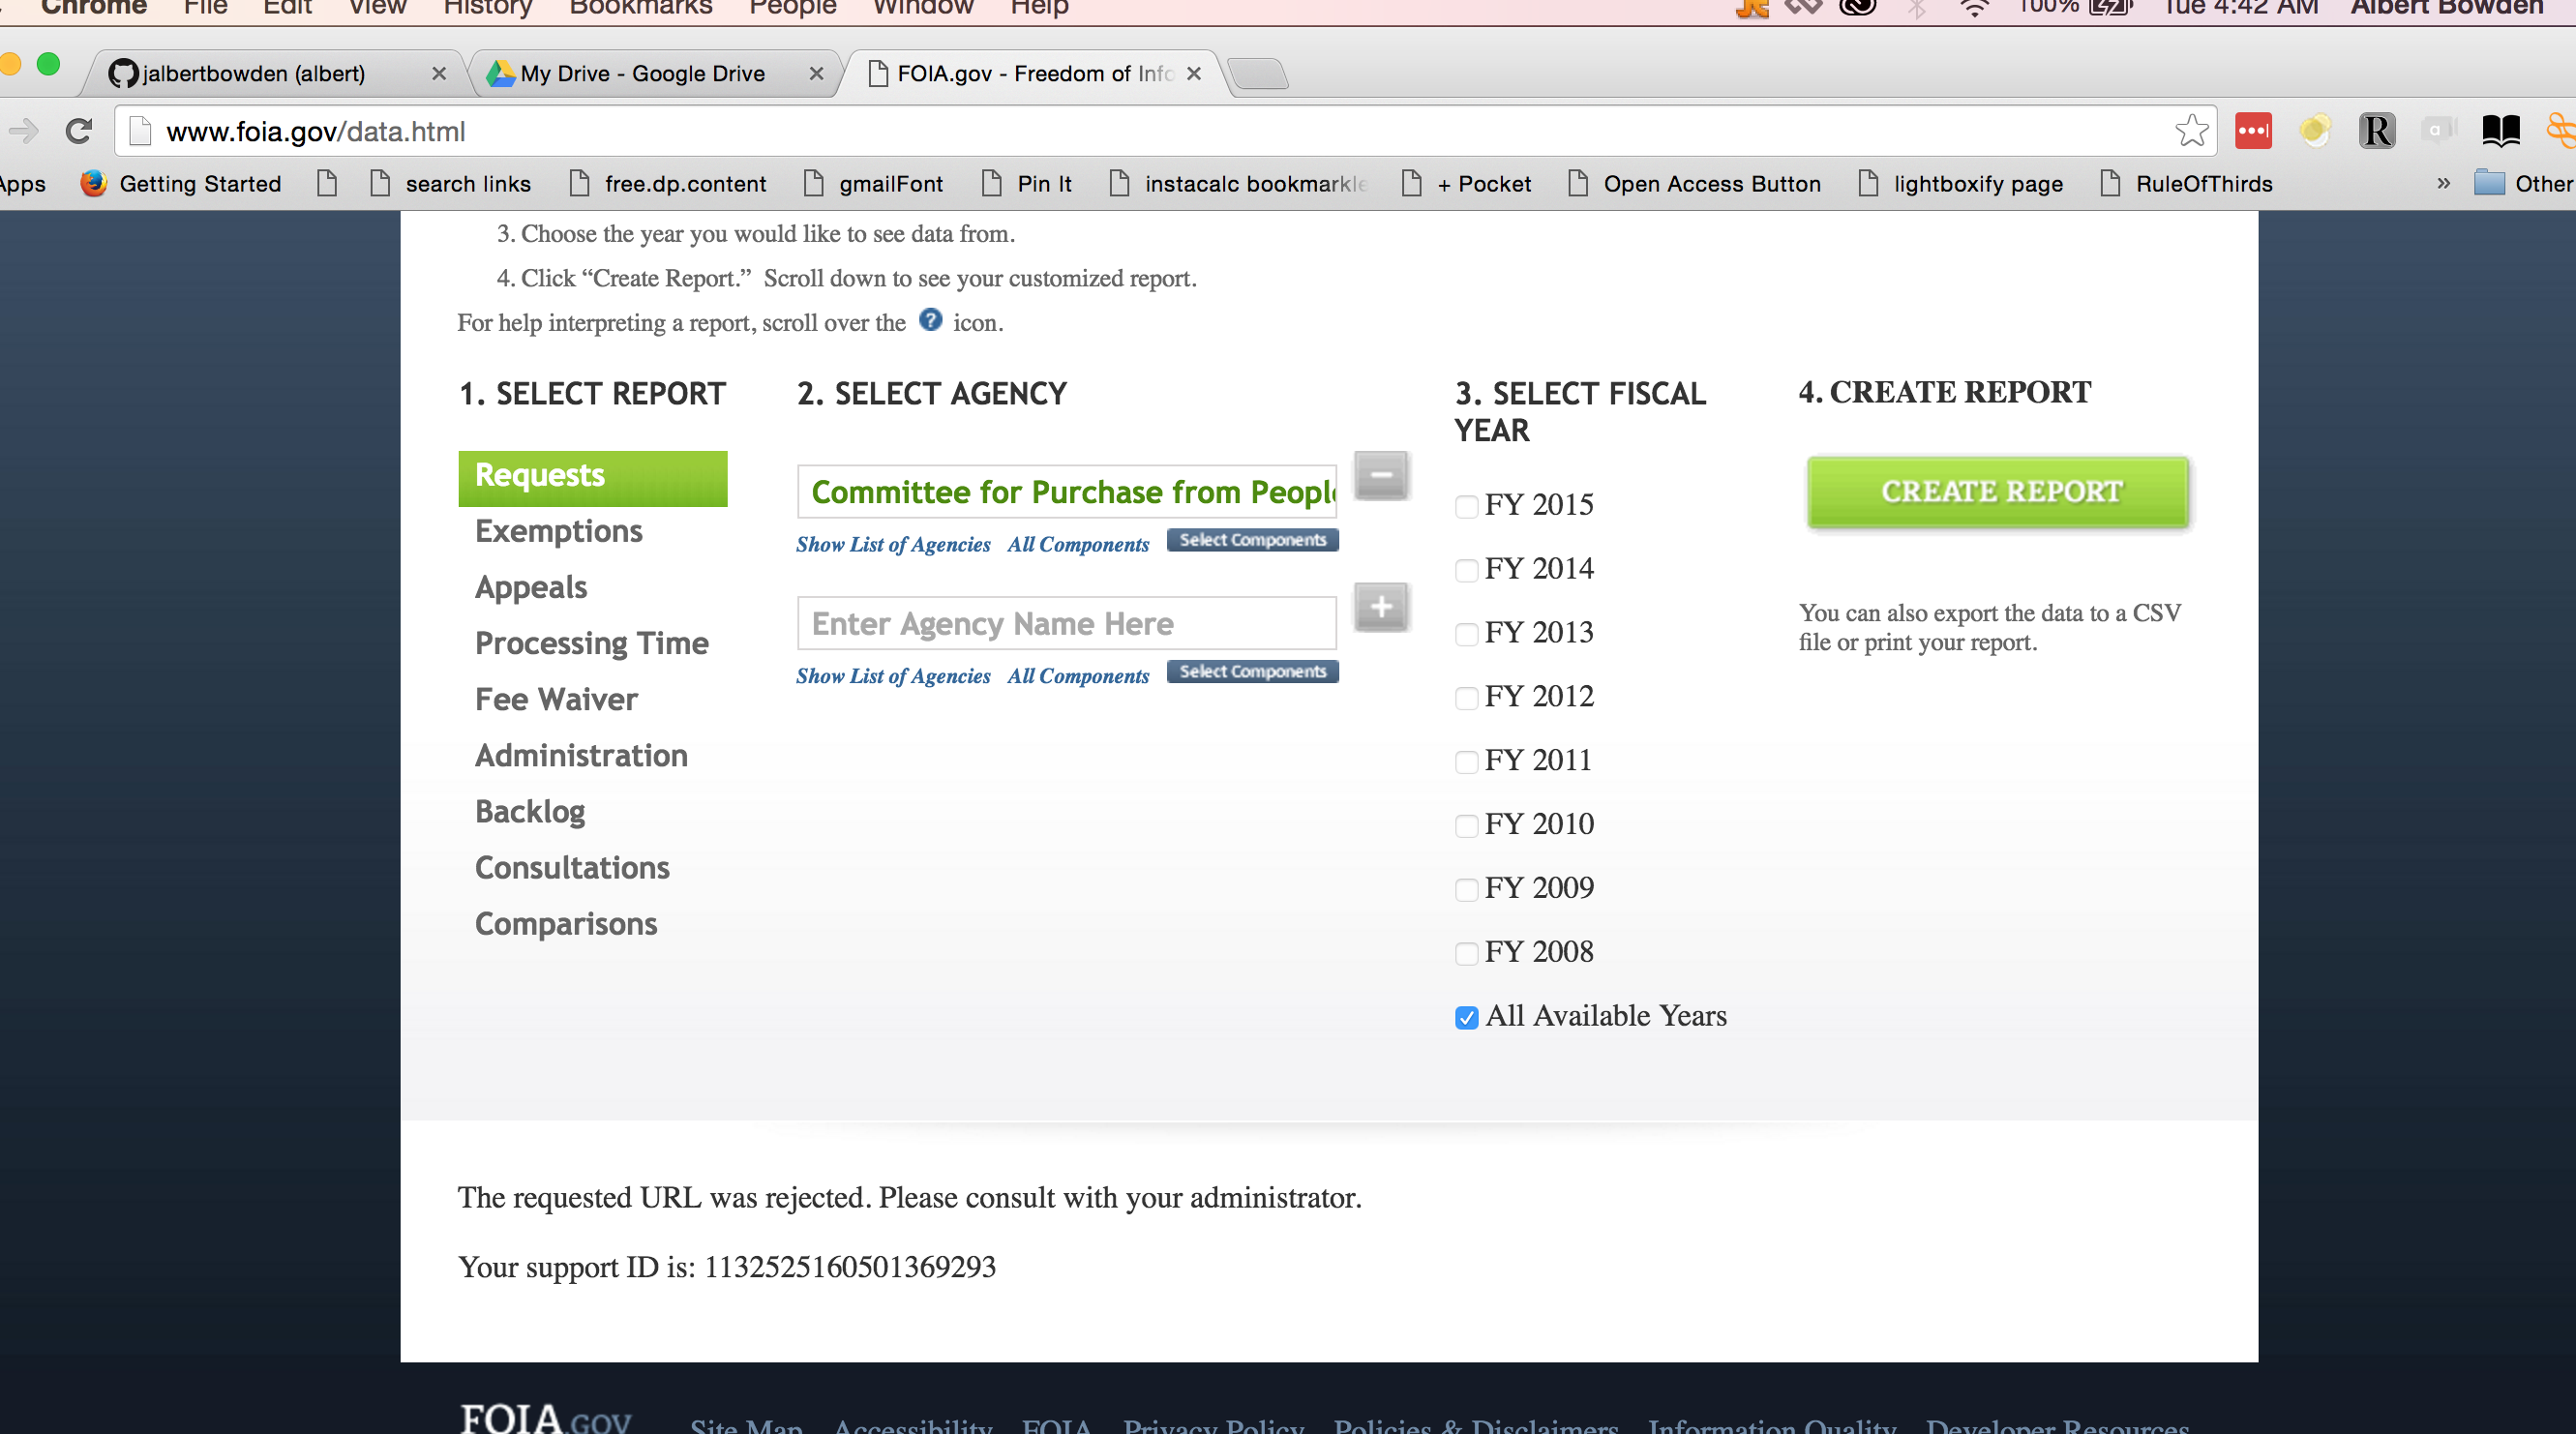 Chrome File Edit View History Bookmarks People Window Help 100% Tue 4:42 AM Albert Bowden
jalbertbowden (albert) My Drive - Google Drive FOIA.gov - Freedom of Info
www.foia.gov/data.html
Apps Getting Started search links free.dp.content gmailFont Pin It instacalc bookmarkle + Pocket Open Access Button lightboxify page RuleOfThirds » Other
3. Choose the year you would like to see data from.
4. Click “Create Report.” Scroll down to see your customized report.
For help interpreting a report, scroll over the ? icon.
1. SELECT REPORT
Requests
Exemptions
Appeals
Processing Time
Fee Waiver
Administration
Backlog
Consultations
Comparisons
2. SELECT AGENCY
Committee for Purchase from People
Show List of Agencies All Components Select Components
Enter Agency Name Here
Show List of Agencies All Components Select Components
3. SELECT FISCAL
YEAR
FY 2015
FY 2014
FY 2013
FY 2012
FY 2011
FY 2010
FY 2009
FY 2008
All Available Years
4. CREATE REPORT
CREATE REPORT
You can also export the data to a CSV
file or print your report.
The requested URL was rejected. Please consult with your administrator.
Your support ID is: 1132525160501369293
FOIA.GOV Site Map Accessibility FOIA Privacy Policy Policies & Disclaimers Information Quality Developer Resources